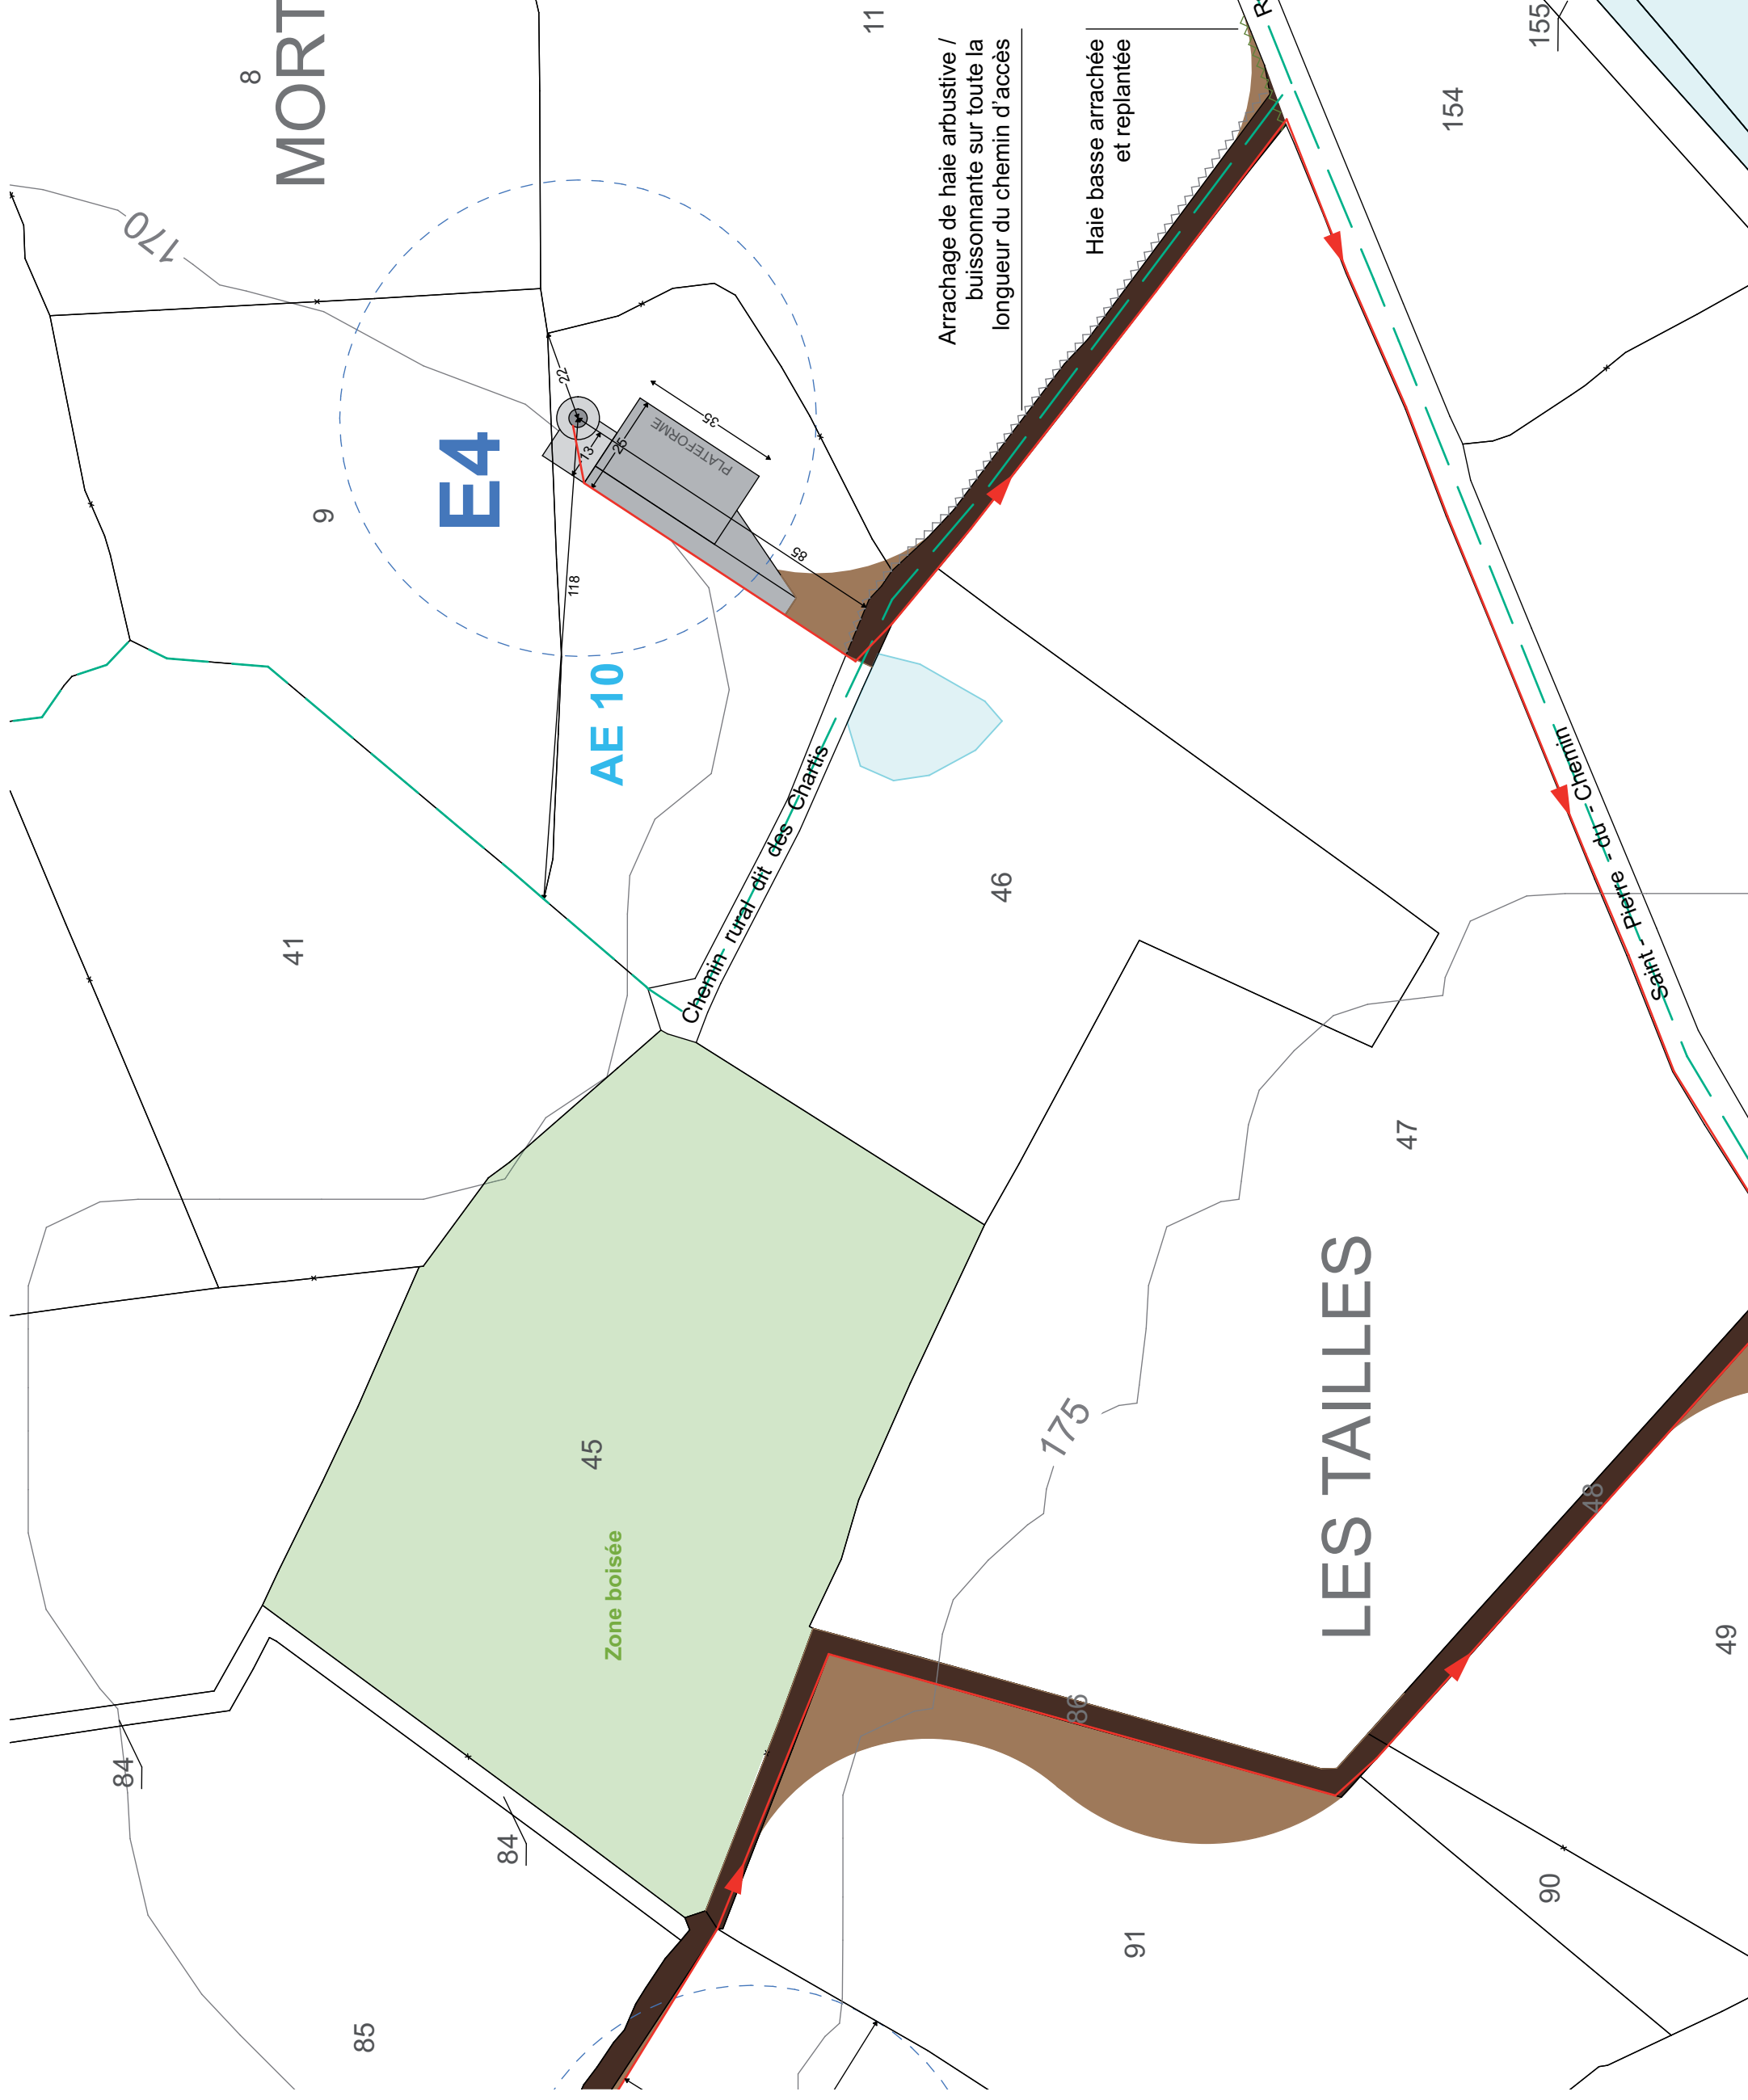 8
MORT
11
R
155
154
170
Arrachage de haie arbustive /
buissonnante sur toute la
longueur du chemin d'accès
Haie basse arrachée
et replantée
22
35
PLATEFORME
13
25
85
118
E4
9
AE 10
41
Chemin rural dit des Chartis
46
Saint - Pierre - du - Chemin
47
45
Zone boisée
175
LES TAILLES
48
49
86
84
84
85
91
90